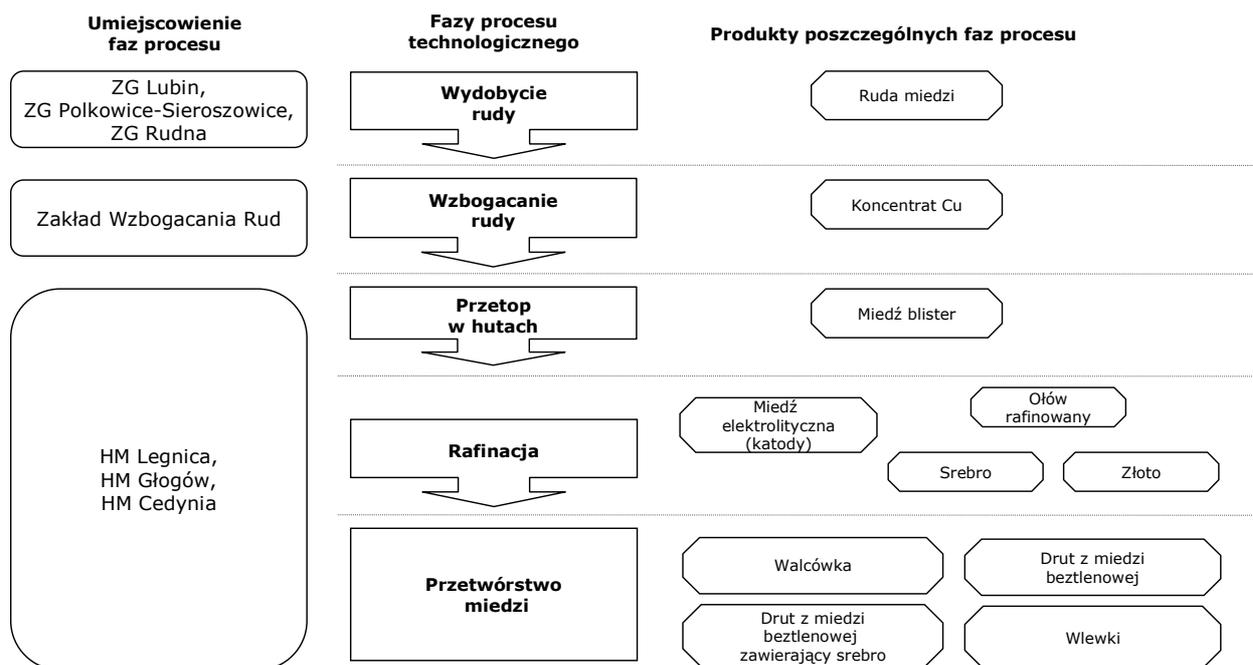 Umiejscowienie
faz procesu
Fazy procesu
technologicznego
Produkty poszczególnych faz procesu
ZG Lubin,
ZG Polkowice-Sieroszowice,
ZG Rudna
Wydobycie
rudy
Ruda miedzi
Zakład Wzbogacania Rud
Wzbogacanie
rudy
Koncentrat Cu
HM Legnica,
HM Głogów,
HM Cedynia
Przetop
w hutach
Miedź blister
Rafinacja
Miedź
elektrolityczna
(katody)
Ołów
rafinowany
Srebro
Złoto
Przetwórstwo
miedzi
Walcówka
Drut z miedzi
beztlenowej
Drut z miedzi
beztlenowej
zawierający srebro
Wlewki